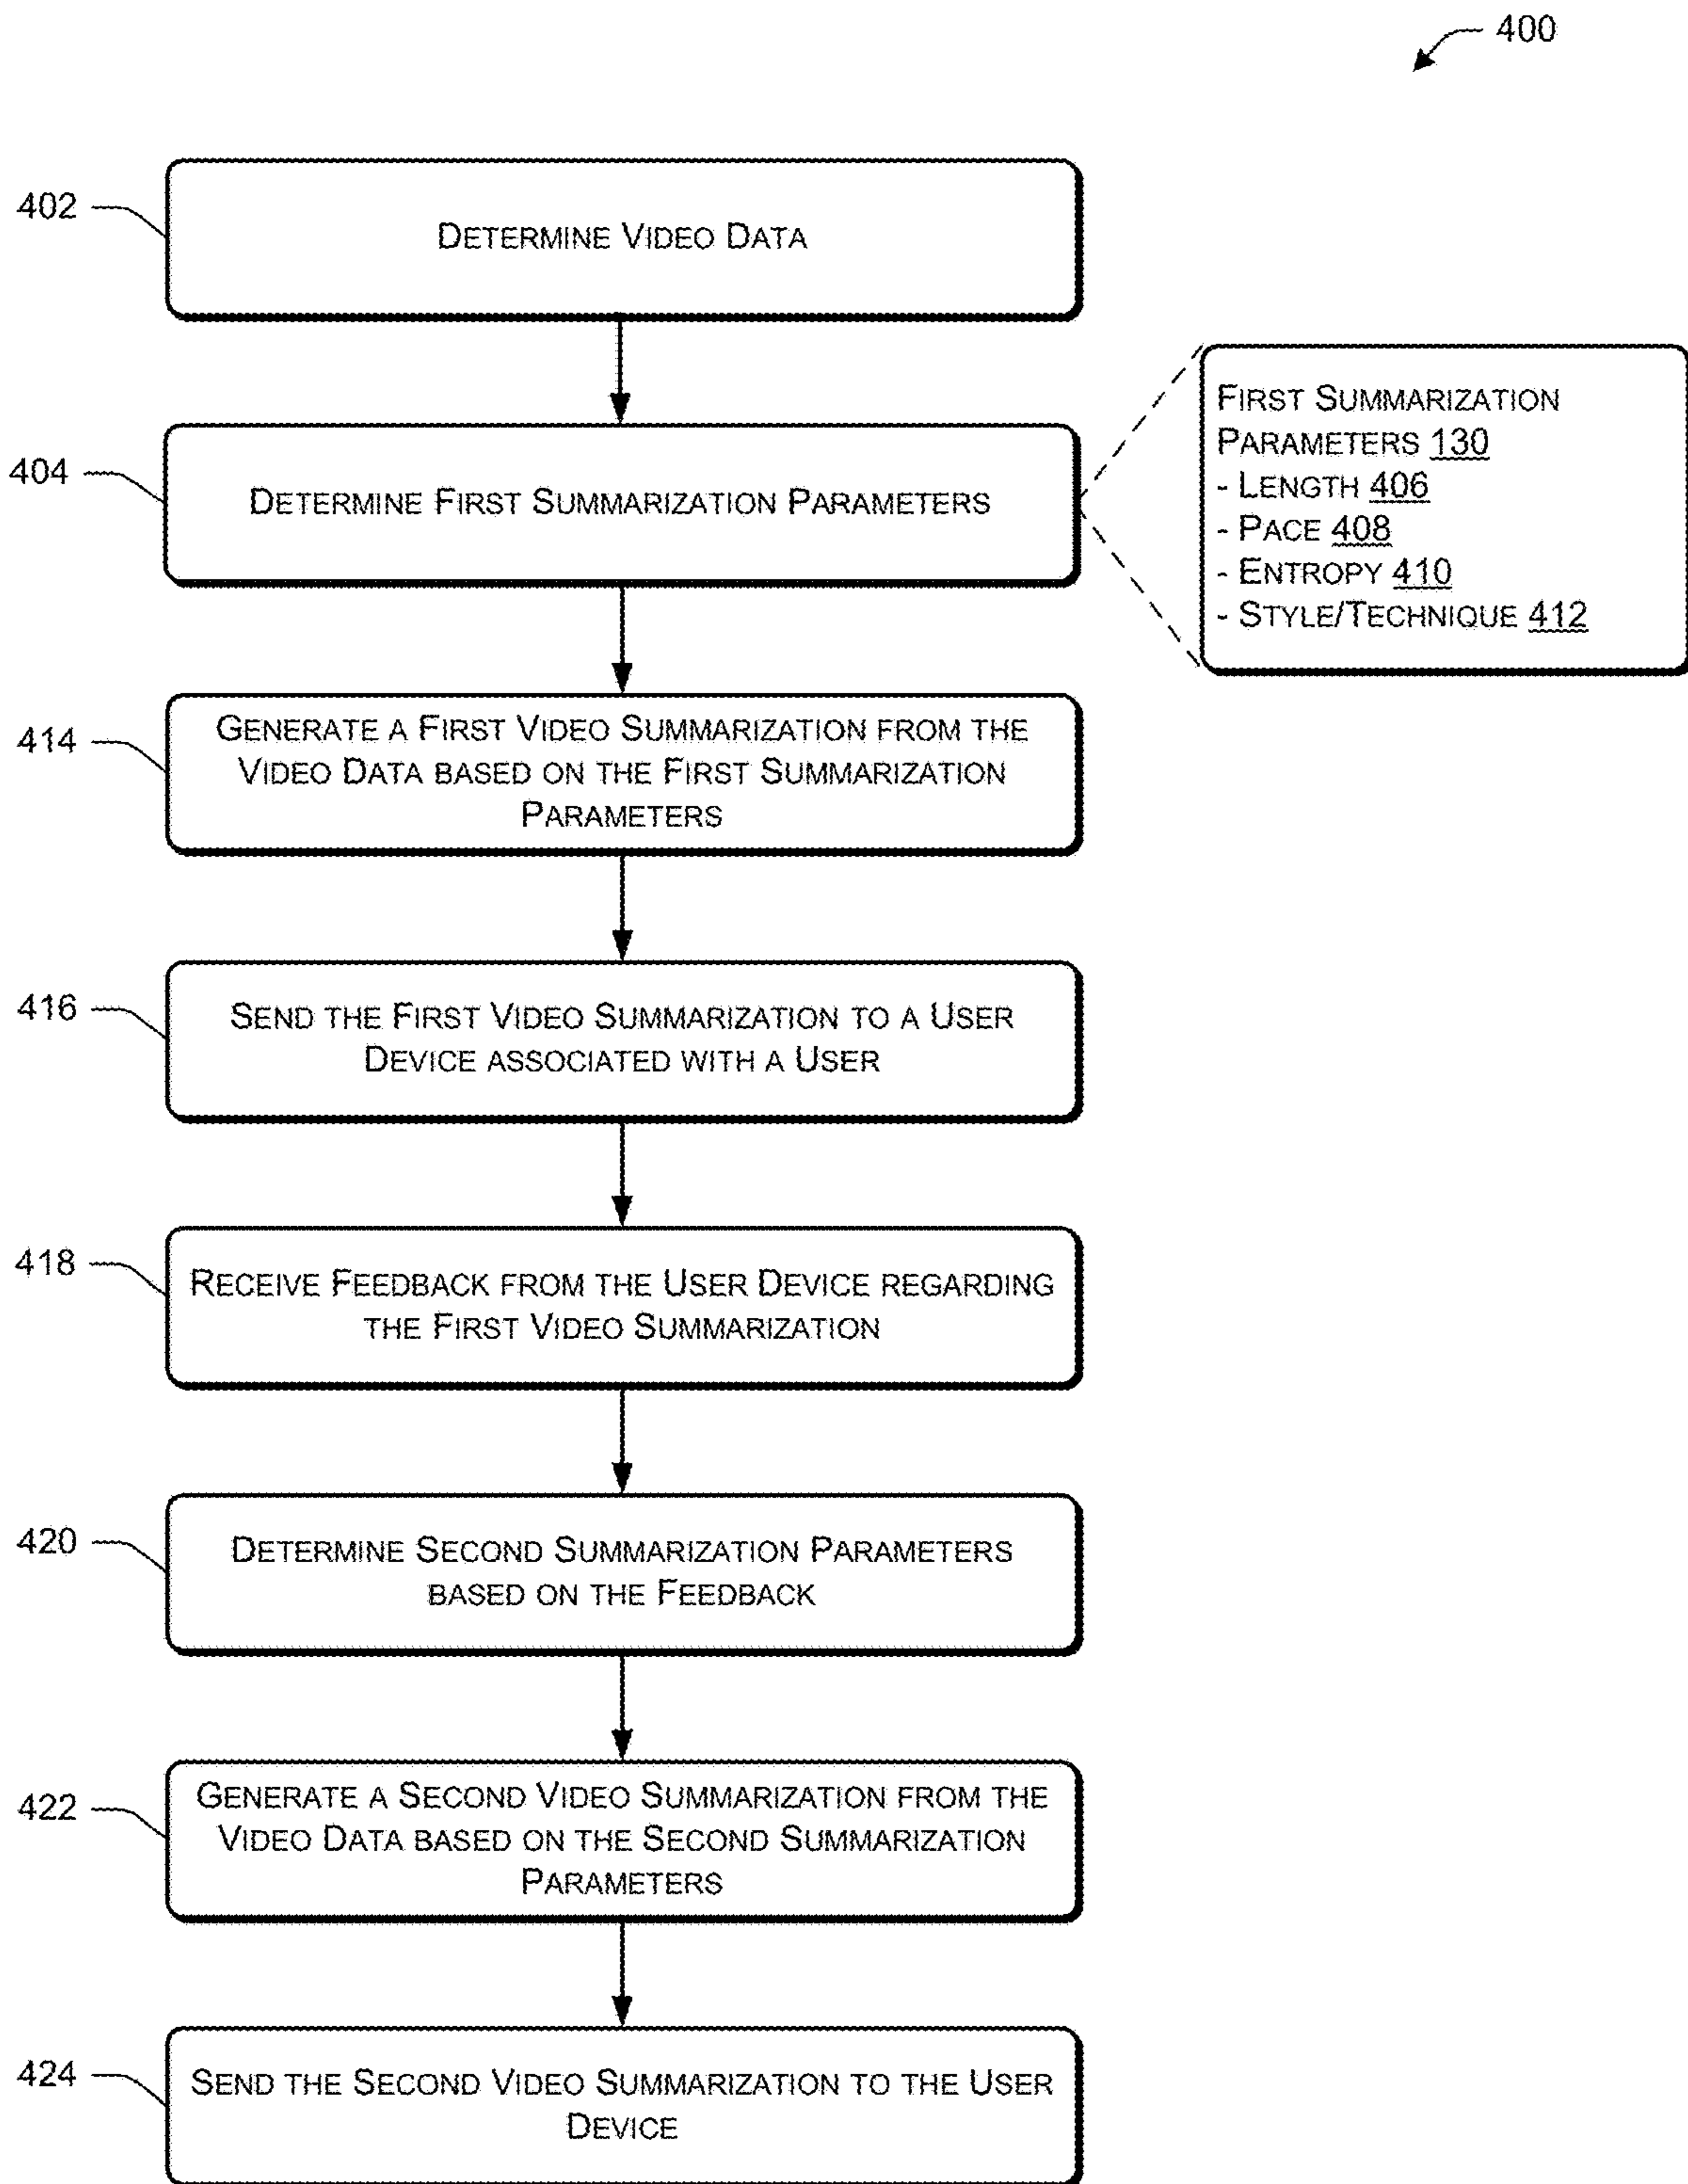 400
402
DETERMINE VIDEO DATA
404
DETERMINE FIRST SUMMARIZATION PARAMETERS
FIRST SUMMARIZATION
PARAMETERS 130
- LENGTH 406
- PACE 408
- ENTROPY 410
- STYLE/TECHNIQUE 412
414
GENERATE A FIRST VIDEO SUMMARIZATION FROM THE
VIDEO DATA BASED ON THE FIRST SUMMARIZATION
PARAMETERS
416
SEND THE FIRST VIDEO SUMMARIZATION TO A USER
DEVICE ASSOCIATED WITH A USER
418
RECEIVE FEEDBACK FROM THE USER DEVICE REGARDING
THE FIRST VIDEO SUMMARIZATION
420
DETERMINE SECOND SUMMARIZATION PARAMETERS
BASED ON THE FEEDBACK
422
GENERATE A SECOND VIDEO SUMMARIZATION FROM THE
VIDEO DATA BASED ON THE SECOND SUMMARIZATION
PARAMETERS
424
SEND THE SECOND VIDEO SUMMARIZATION TO THE USER
DEVICE